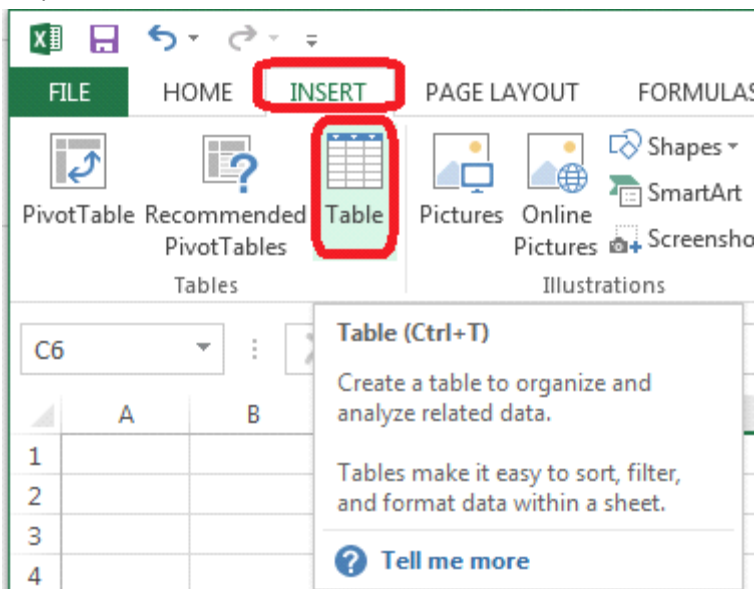 FILE HOME INSERT PAGE LAYOUT FORMULAS
PivotTable Recommended PivotTables Table Pictures Online Pictures Shapes SmartArt Screensho
Tables Illustrations
C6
Table (Ctrl+T)
Create a table to organize and
analyze related data.
Tables make it easy to sort, filter,
and format data within a sheet.
Tell me more
A B
1
2
3
4